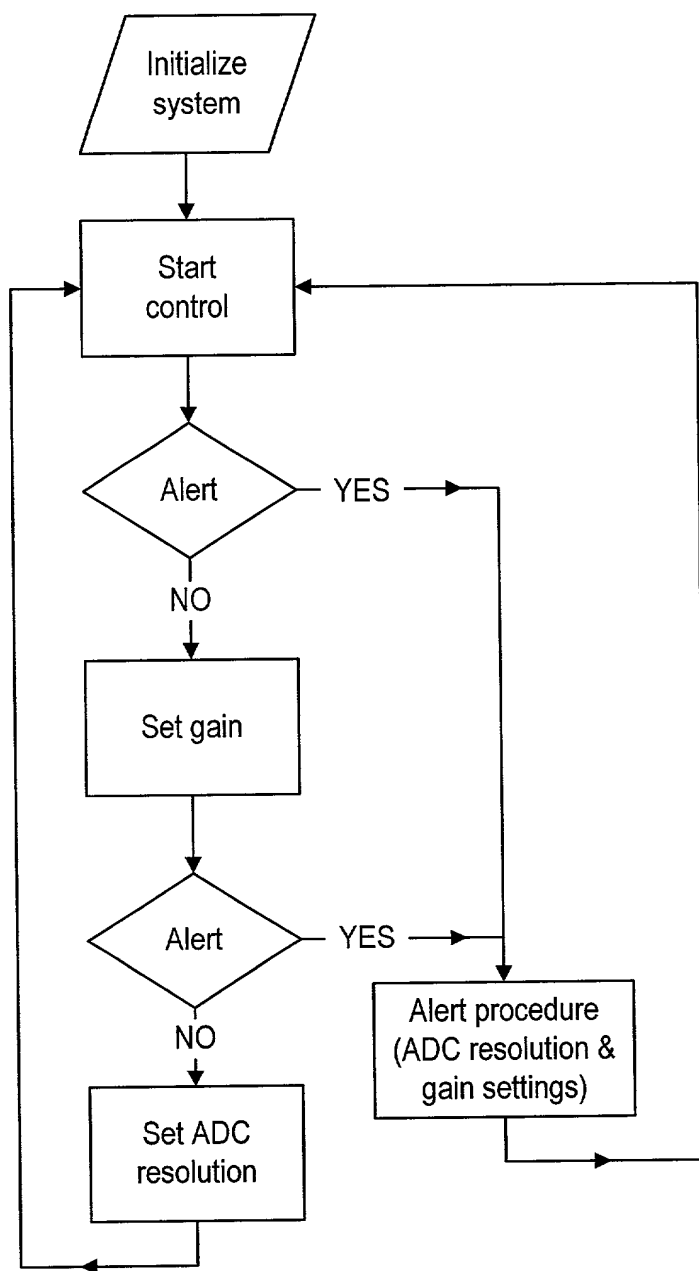 Initialize
system
Start
control
Alert
YES
NO
Set gain
Alert
YES
NO
Alert procedure
(ADC resolution &
gain settings)
Set ADC
resolution